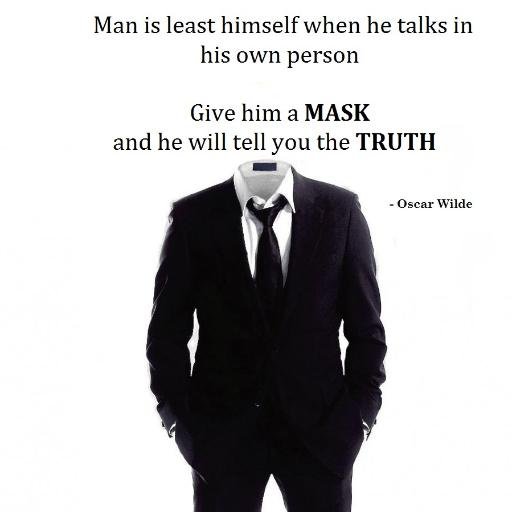 Man is least himself when he talks in
his own person
Give him a MASK
and he will tell you the TRUTH
- Oscar Wilde